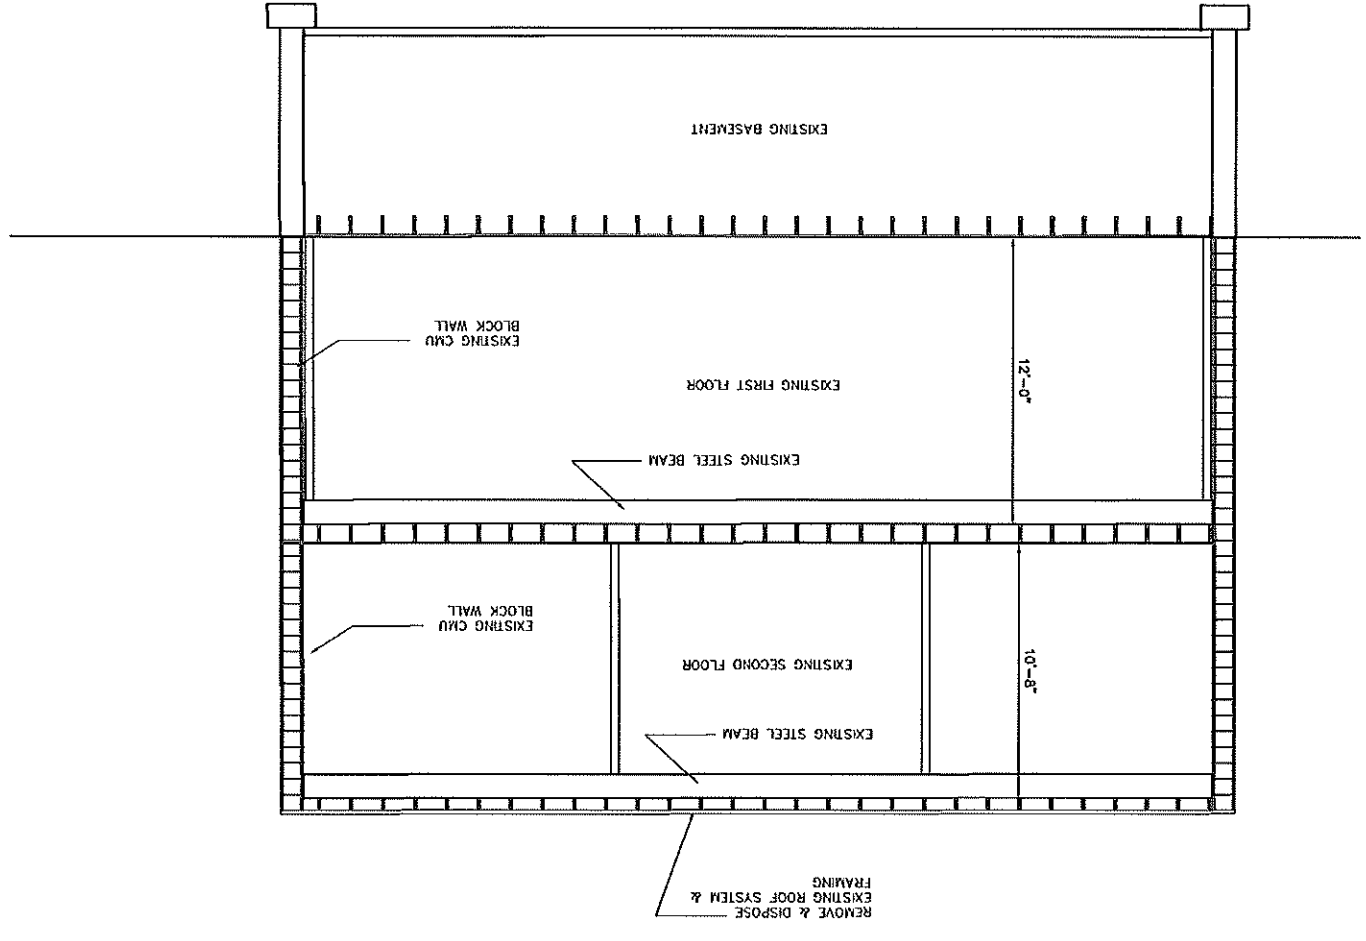 REMOVE & DISPOSE
EXISTING ROOF SYSTEM &
FRAMING
EXISTING STEEL BEAM
10'-8"
EXISTING SECOND FLOOR
EXISTING CMU
BLOCK WALL
EXISTING STEEL BEAM
12'-0"
EXISTING FIRST FLOOR
EXISTING CMU
BLOCK WALL
EXISTING BASEMENT